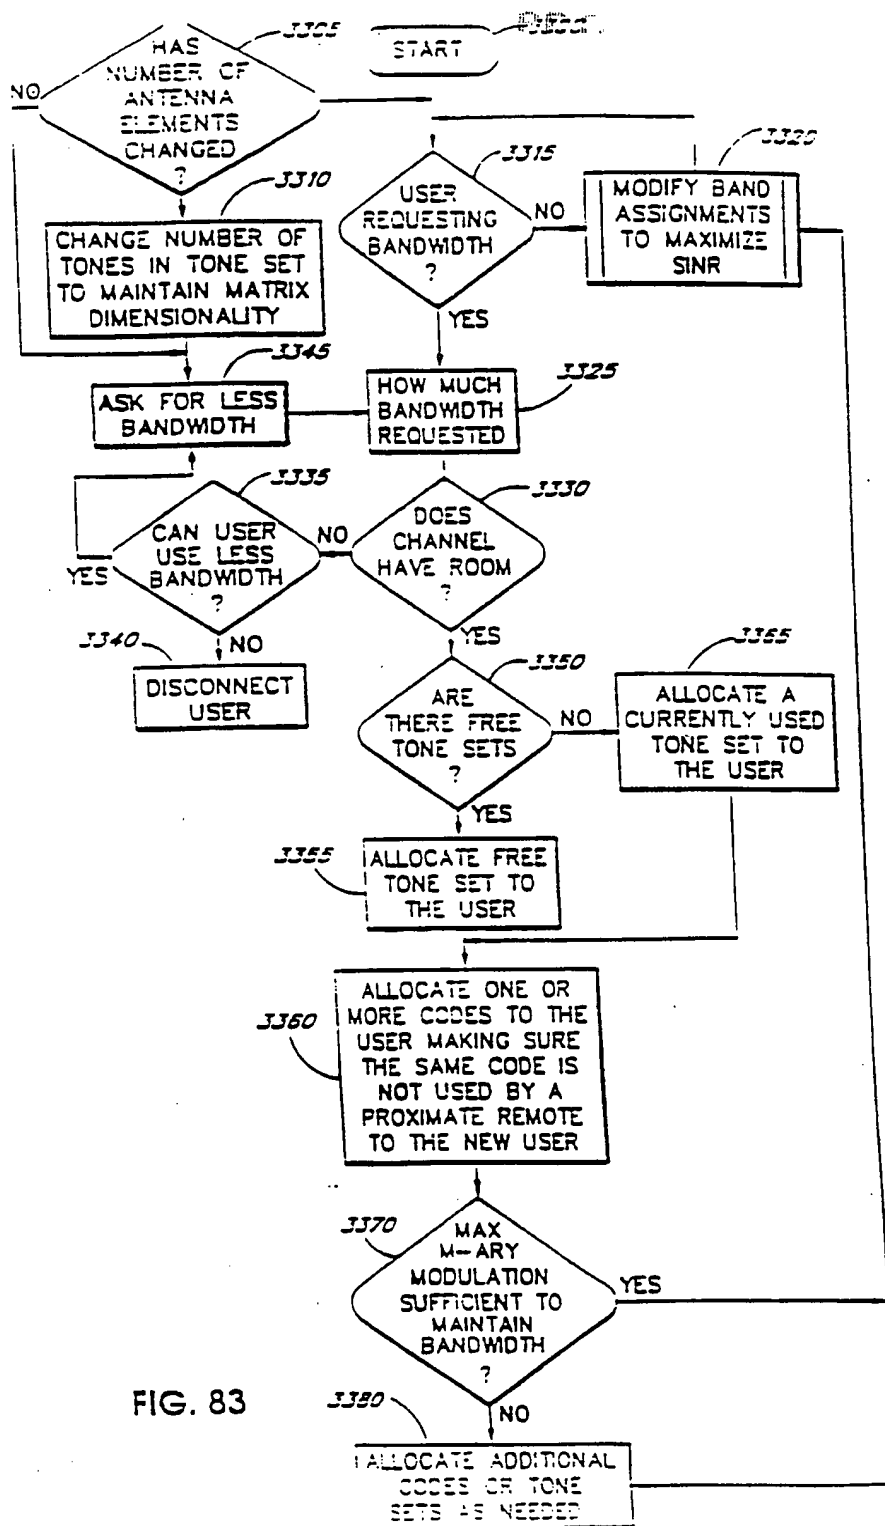 3305
HAS
NUMBER OF
ANTENNA
ELEMENTS
CHANGED
?
NO
START
3310
CHANGE NUMBER OF
TONES IN TONE SET
TO MAINTAIN MATRIX
DIMENSIONALITY
3315
USER
REQUESTING
BANDWIDTH
?
NO
YES
3320
MODIFY BAND
ASSIGNMENTS
TO MAXIMIZE
SINR
3345
ASK FOR LESS
BANDWIDTH
HOW MUCH
BANDWIDTH
REQUESTED
3325
3335
CAN USER
USE LESS
BANDWIDTH
?
YES
NO
NO
3330
DOES
CHANNEL
HAVE ROOM
?
YES
3340
DISCONNECT
USER
3350
ARE
THERE FREE
TONE SETS
?
NO
YES
3365
ALLOCATE A
CURRENTLY USED
TONE SET TO
THE USER
3355
ALLOCATE FREE
TONE SET TO
THE USER
3360
ALLOCATE ONE OR
MORE CODES TO THE
USER MAKING SURE
THE SAME CODE IS
NOT USED BY A
PROXIMATE REMOTE
TO THE NEW USER
3370
MAX
M-ARY
MODULATION
SUFFICIENT TO
MAINTAIN
BANDWIDTH
?
YES
NO
3380
ALLOCATE ADDITIONAL
CODES OR TONE
SETS AS NEEDED
FIG. 83